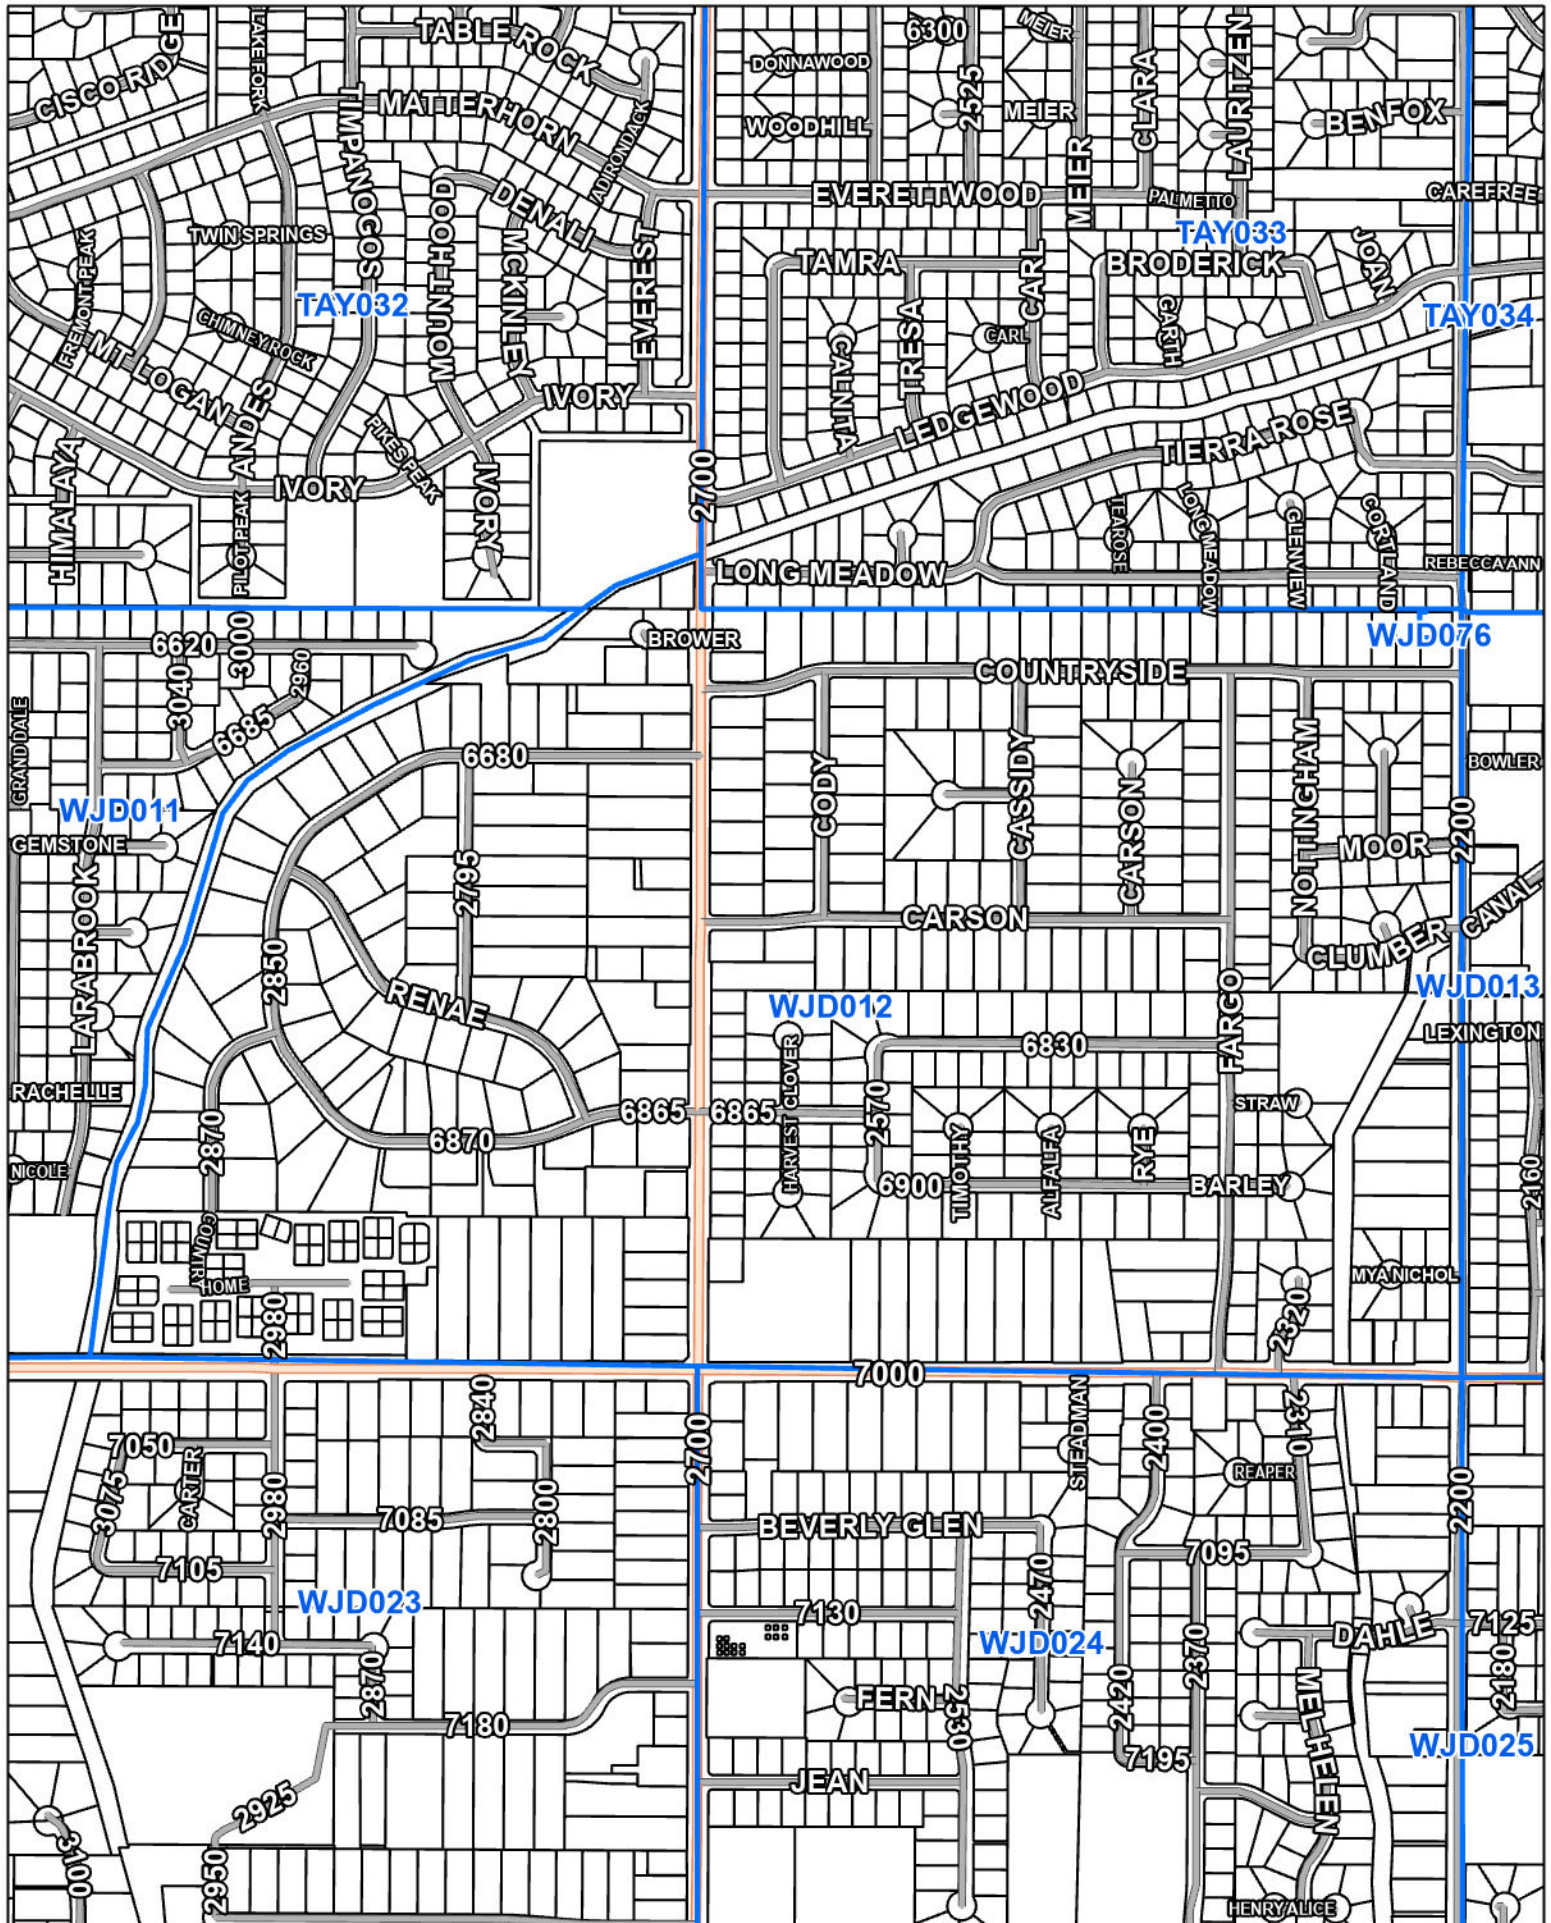 TABLE ROCK
6300
MEIER
CISCO RIDGE
LAKE FORK
DONNAWOOD
2525
CLARA
LAURITZEN
TIMPANOGOS
MATTERHORN
ADIRONDACK
WOODHILL
MEIER
BENFOX
MEIER
DENALI
EVERETTWOOD
PALMETTO
CAREFREE
TWIN SPRINGS
MOUNT HOOD
MCKINLEY
EVEREST
TAY033
FREMONT PEAK
TAMRA
CARL
BRODERICK
JOAN
TAY032
TAY034
CHIMNEY ROCK
CALNITA
TRESA
CARL
GARTH
MT LOGAN
ANDES
IVORY
LEDGEWOOD
TIERRA ROSE
HIMALAYA
PIKES PEAK
IVORY
IVORY
2700
PILOT PEAK
TEAROSE
LONG MEADOW
GLENVIEW
CORTLAND
LONG MEADOW
REBECCA ANN
6620
3000
BROWER
WJD076
3040
2960
COUNTRYSIDE
6685
GRAND DALE
6680
CODY
CASSIDY
CARSON
NOTTINGHAM
BOWLER
WJD011
2200
GEMSTONE
MOOR
LARABROOK
2795
CARSON
CLUMBER
CANAL
2850
RENAE
WJD012
FARGO
WJD013
LEXINGTON
HARVEST CLOVER
6830
RACHELLE
6865
6865
2570
STRAW
2870
6870
TIMOTHY
ALFALFA
RYE
NICOLE
6900
BARLEY
2160
COUNTRY
HOME
MYA NICHOL
2980
2320
7000
2840
STEADMAN
2400
2310
7050
2700
CARTER
REAPER
3075
2980
7085
2800
2200
BEVERLY GLEN
7105
7095
2470
WJD023
7130
7140
WJD024
DAHLE
7125
2870
2370
2180
FERN
2530
2420
7180
MEL HELEN
WJD025
7195
JEAN
2925
3100
2950
HENRY ALICE